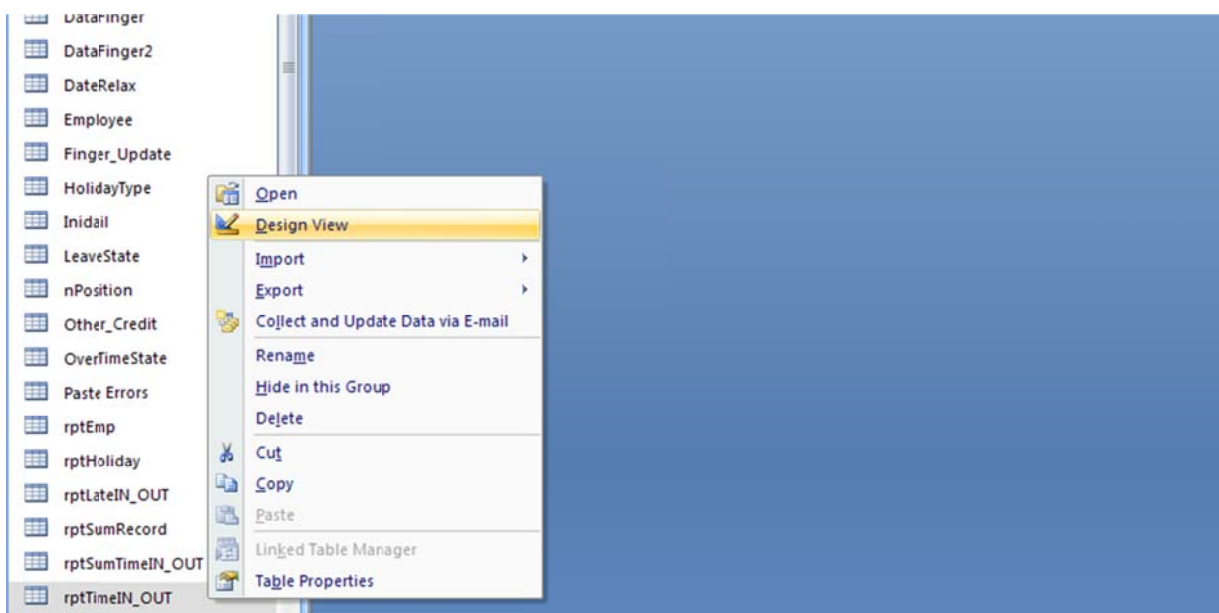 DataFinger
DataFinger2
DateRelax
Employee
Finger_Update
HolidayType
Inidail
LeaveState
nPosition
Other_Credit
OverTimeState
Paste Errors
rptEmp
rptHoliday
rptLateIN_OUT
rptSumRecord
rptSumTimeIN_OUT
rptTimeIN_OUT
Open
Design View
Import
Export
Collect and Update Data via E-mail
Rename
Hide in this Group
Delete
Cut
Copy
Paste
Linked Table Manager
Table Properties